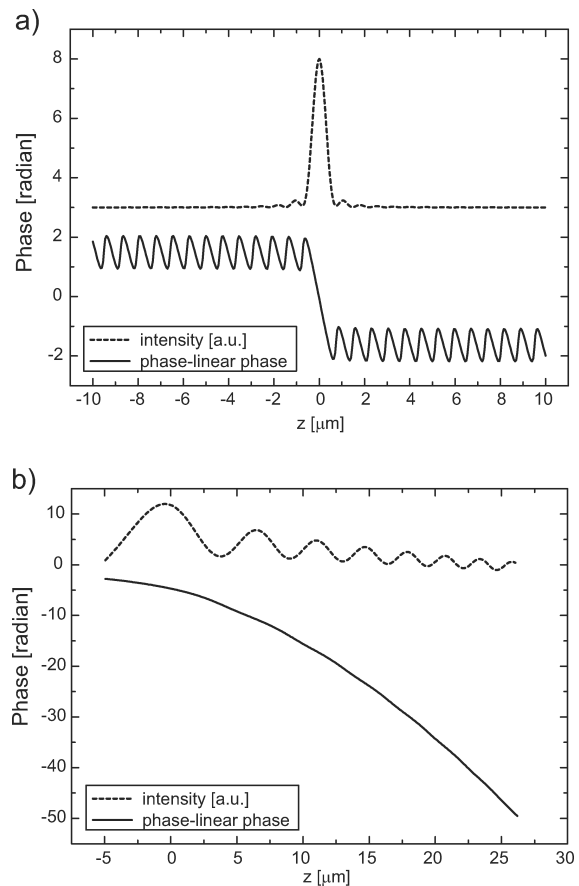 a)
Phase [radian]
8
6
4
2
0
-2
intensity [a.u.]
phase-linear phase
-10 -8 -6 -4 -2 0 2 4 6 8 10
z [μm]
b)
Phase [radian]
10
0
-10
-20
-30
-40
-50
intensity [a.u.]
phase-linear phase
-5 0 5 10 15 20 25 30
z [μm]